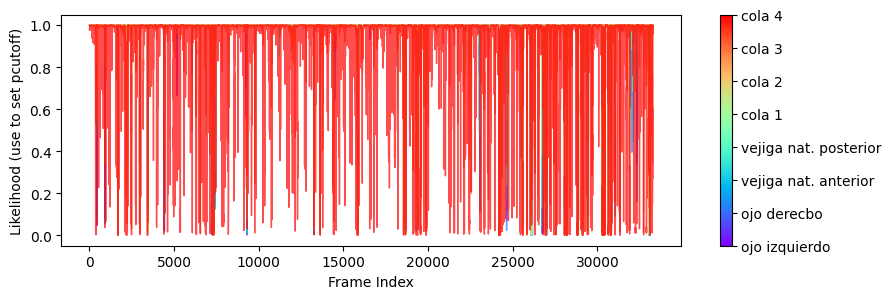 Likelihood (use to set pcutoff)
1.0
0.8
0.6
0.4
0.2
0.0
0 5000 10000 15000 20000 25000 30000
Frame Index
cola 4
cola 3
cola 2
cola 1
vejiga nat. posterior
vejiga nat. anterior
ojo derecbo
ojo izquierdo